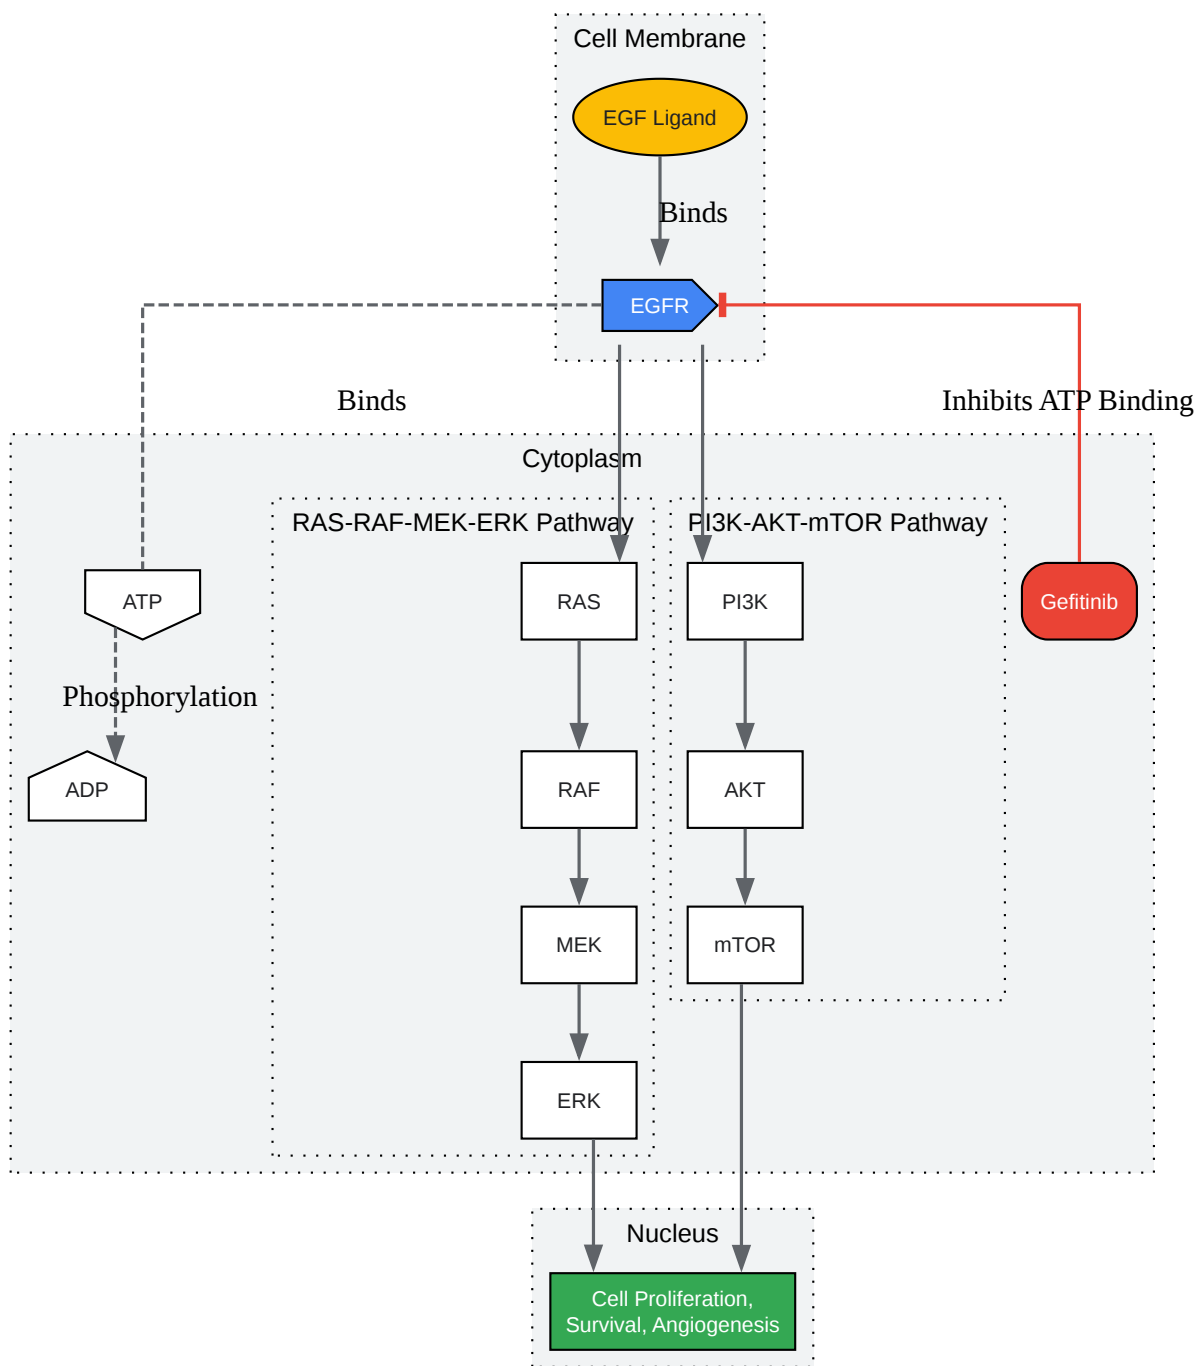 Cell Membrane
EGF Ligand
Binds
EGFR
Binds
Inhibits ATP Binding
Cytoplasm
RAS-RAF-MEK-ERK Pathway
PI3K-AKT-mTOR Pathway
ATP
RAS
PI3K
Gefitinib
Phosphorylation
ADP
RAF
AKT
MEK
mTOR
ERK
Nucleus
Cell Proliferation,
Survival, Angiogenesis